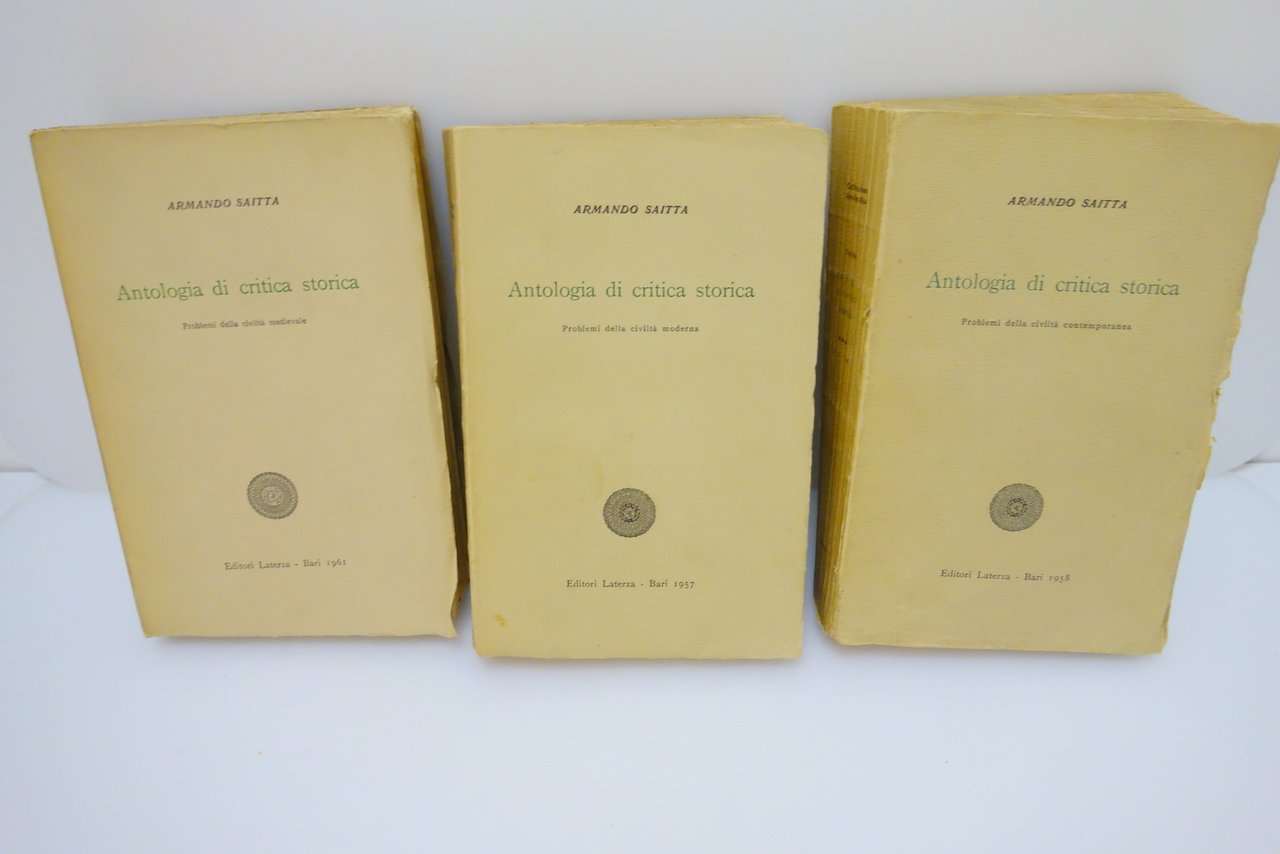 ARMANDO SAITTA
Antologia di critica storica
Problemi della civiltà medievale
Editori Laterza - Bari 1961
ARMANDO SAITTA
Antologia di critica storica
Problemi della civiltà moderna
Editori Laterza - Bari 1957
ARMANDO SAITTA
Antologia di critica storica
Problemi della civiltà contemporanea
Editori Laterza - Bari 1958